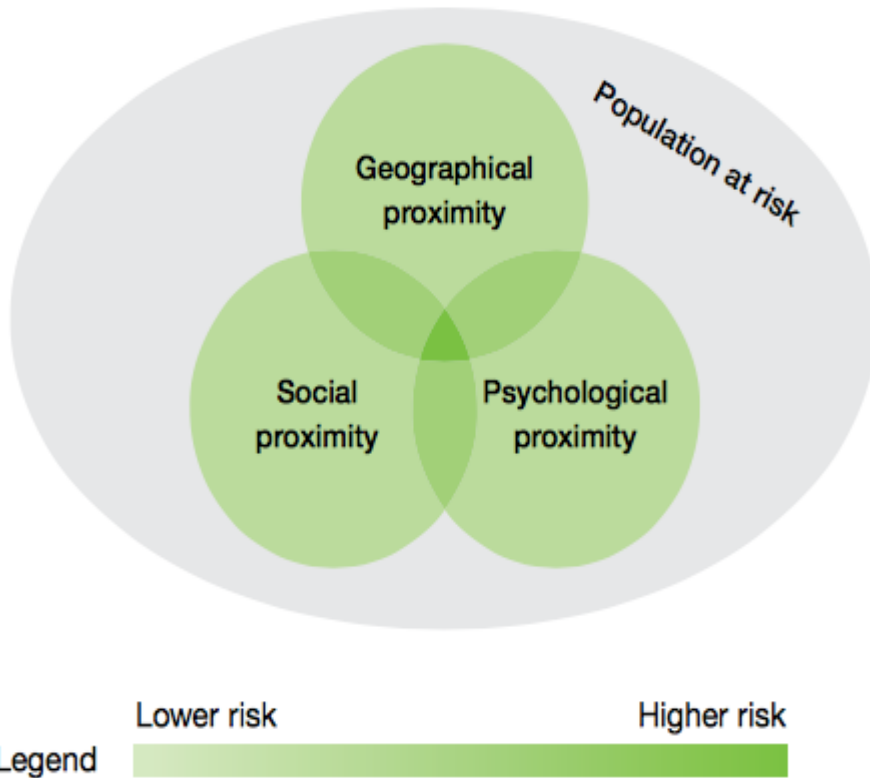 Population at risk
Geographical
proximity
Social
proximity
Psychological
proximity
Lower risk
Higher risk
Legend